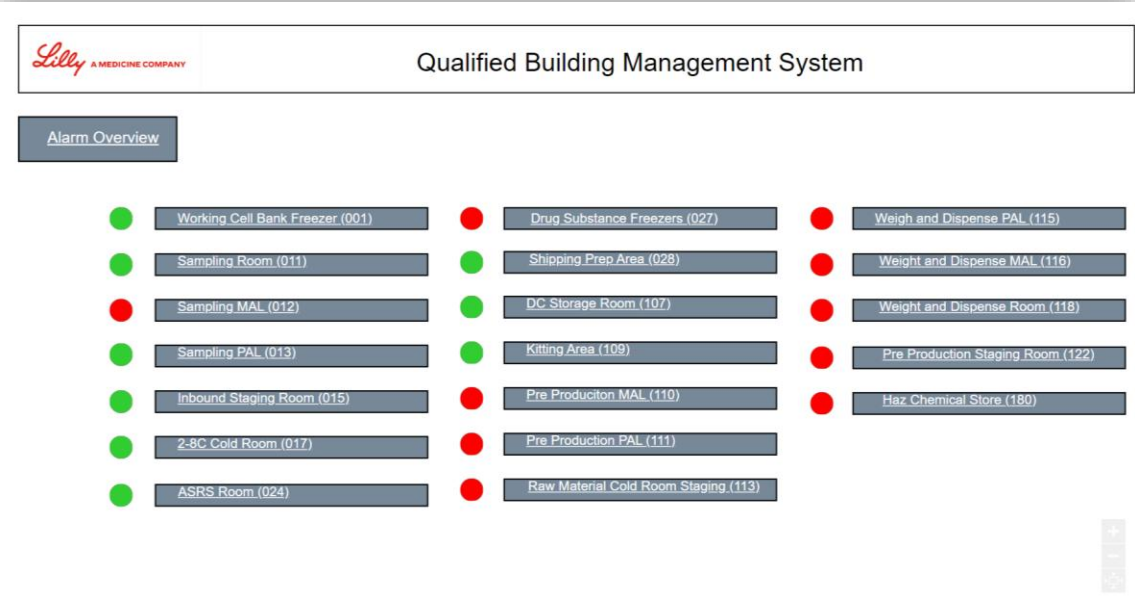 Lilly A MEDICINE COMPANY
Qualified Building Management System
Alarm Overview
Working Cell Bank Freezer (001)
Sampling Room (011)
Sampling MAL (012)
Sampling PAL (013)
Inbound Staging Room (015)
2-8C Cold Room (017)
ASRS Room (024)
Drug Substance Freezers (027)
Shipping Prep Area (028)
DC Storage Room (107)
Kitting Area (109)
Pre Produciton MAL (110)
Pre Production PAL (111)
Raw Material Cold Room Staging (113)
Weigh and Dispense PAL (115)
Weight and Dispense MAL (116)
Weight and Dispense Room (118)
Pre Production Staging Room (122)
Haz Chemical Store (180)